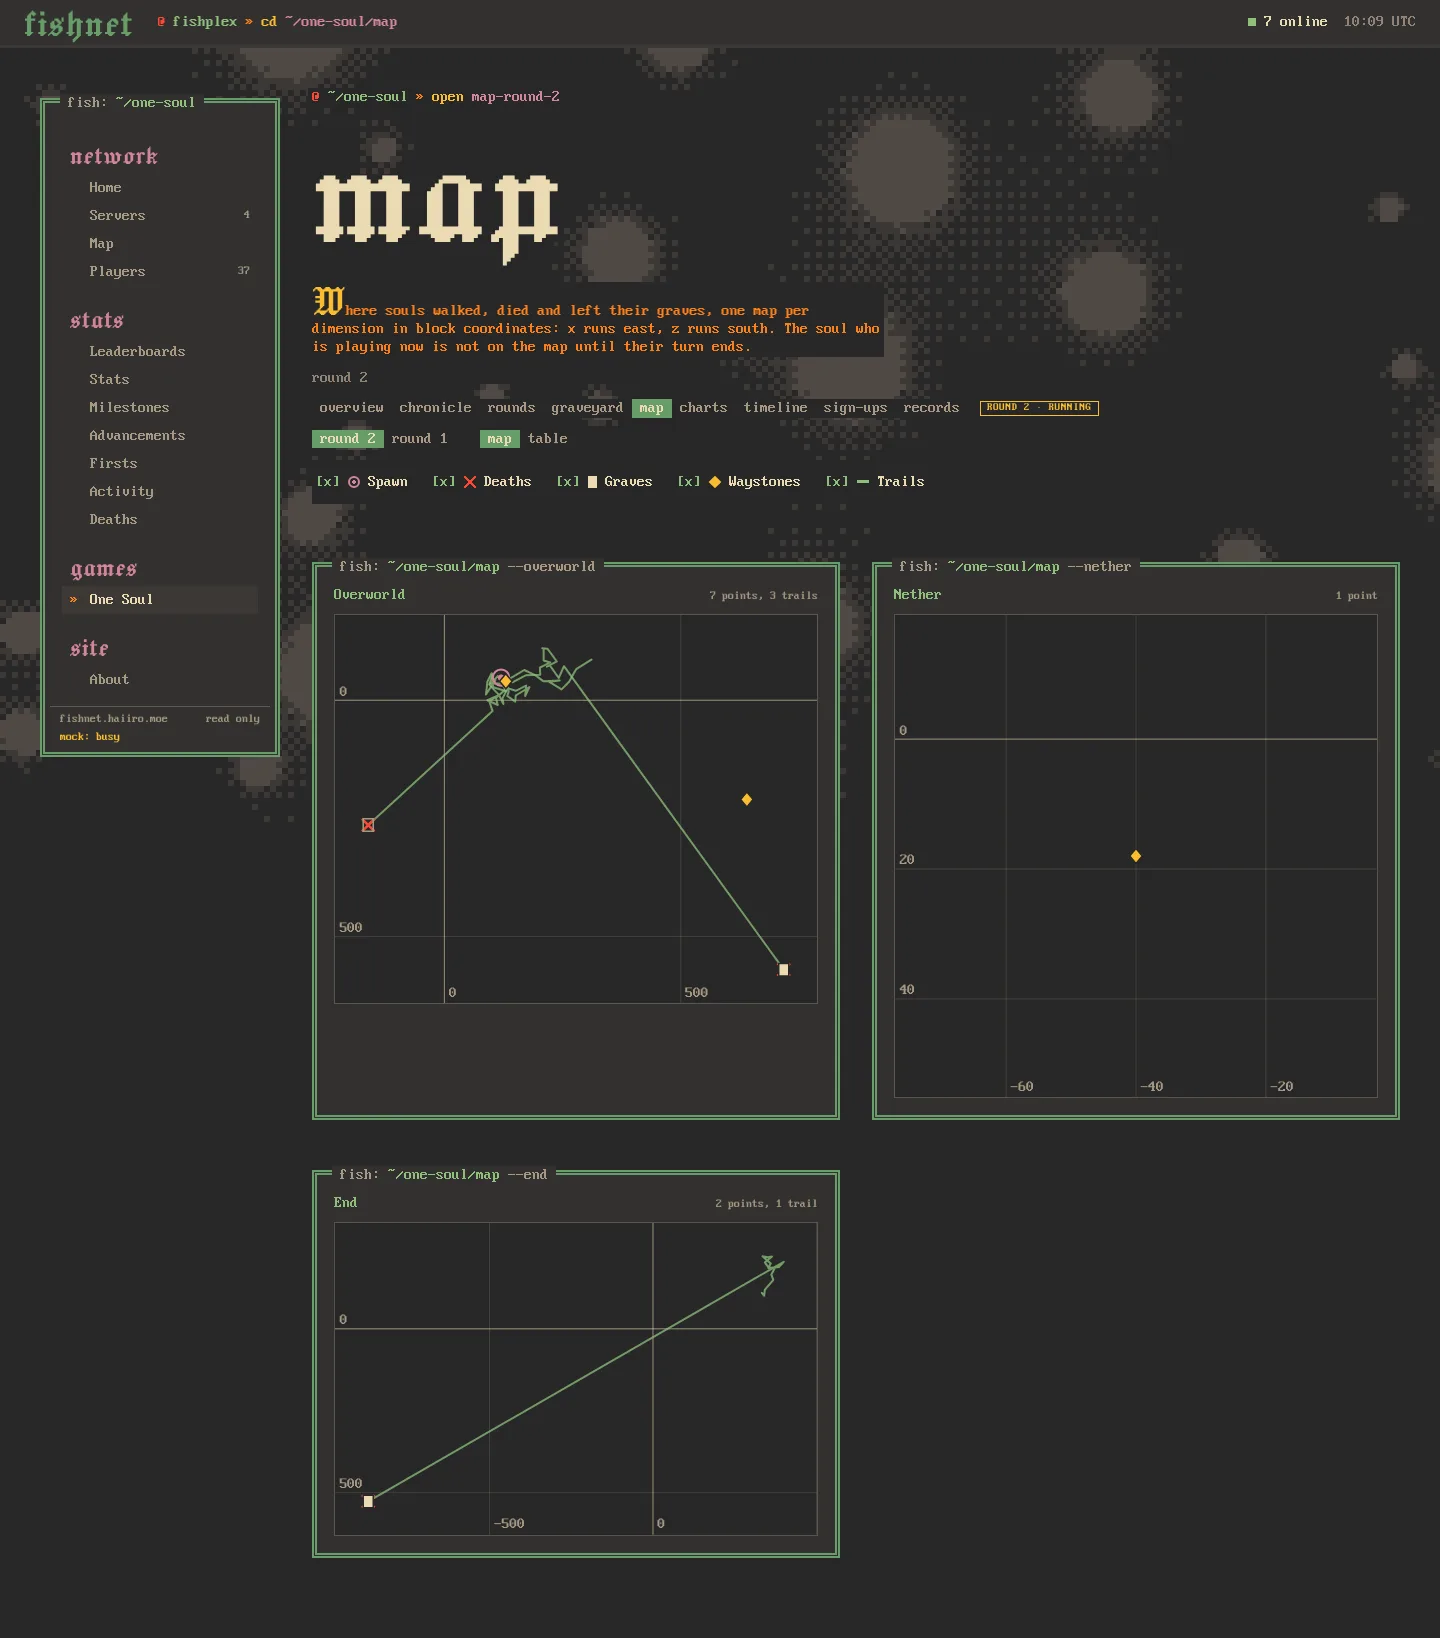 fishnet @ fishplex » cd ~/one-soul/map 7 online 10:09 UTC
fish: ~/one-soul
network
Home
Servers 4
Map
Players 37
stats
Leaderboards
Stats
Milestones
Advancements
Firsts
Activity
Deaths
games
» One Soul
site
About
fishnet.haiiro.moe read only
mock: busy
@ ~/one-soul » open map-round-2
map
Where souls walked, died and left their graves, one map per
dimension in block coordinates: x runs east, z runs south. The soul who
is playing now is not on the map until their turn ends.
round 2
overview chronicle rounds graveyard map charts timeline sign-ups records ROUND 2 · RUNNING
round 2 round 1 map table
[x] Spawn [x] Deaths [x] Graves [x] Waystones [x] Trails
fish: ~/one-soul/map --overworld
Overworld 7 points, 3 trails
0
500
0 500
fish: ~/one-soul/map --nether
Nether 1 point
0
20
40
-60 -40 -20
fish: ~/one-soul/map --end
End 2 points, 1 trail
0
500
-500 0